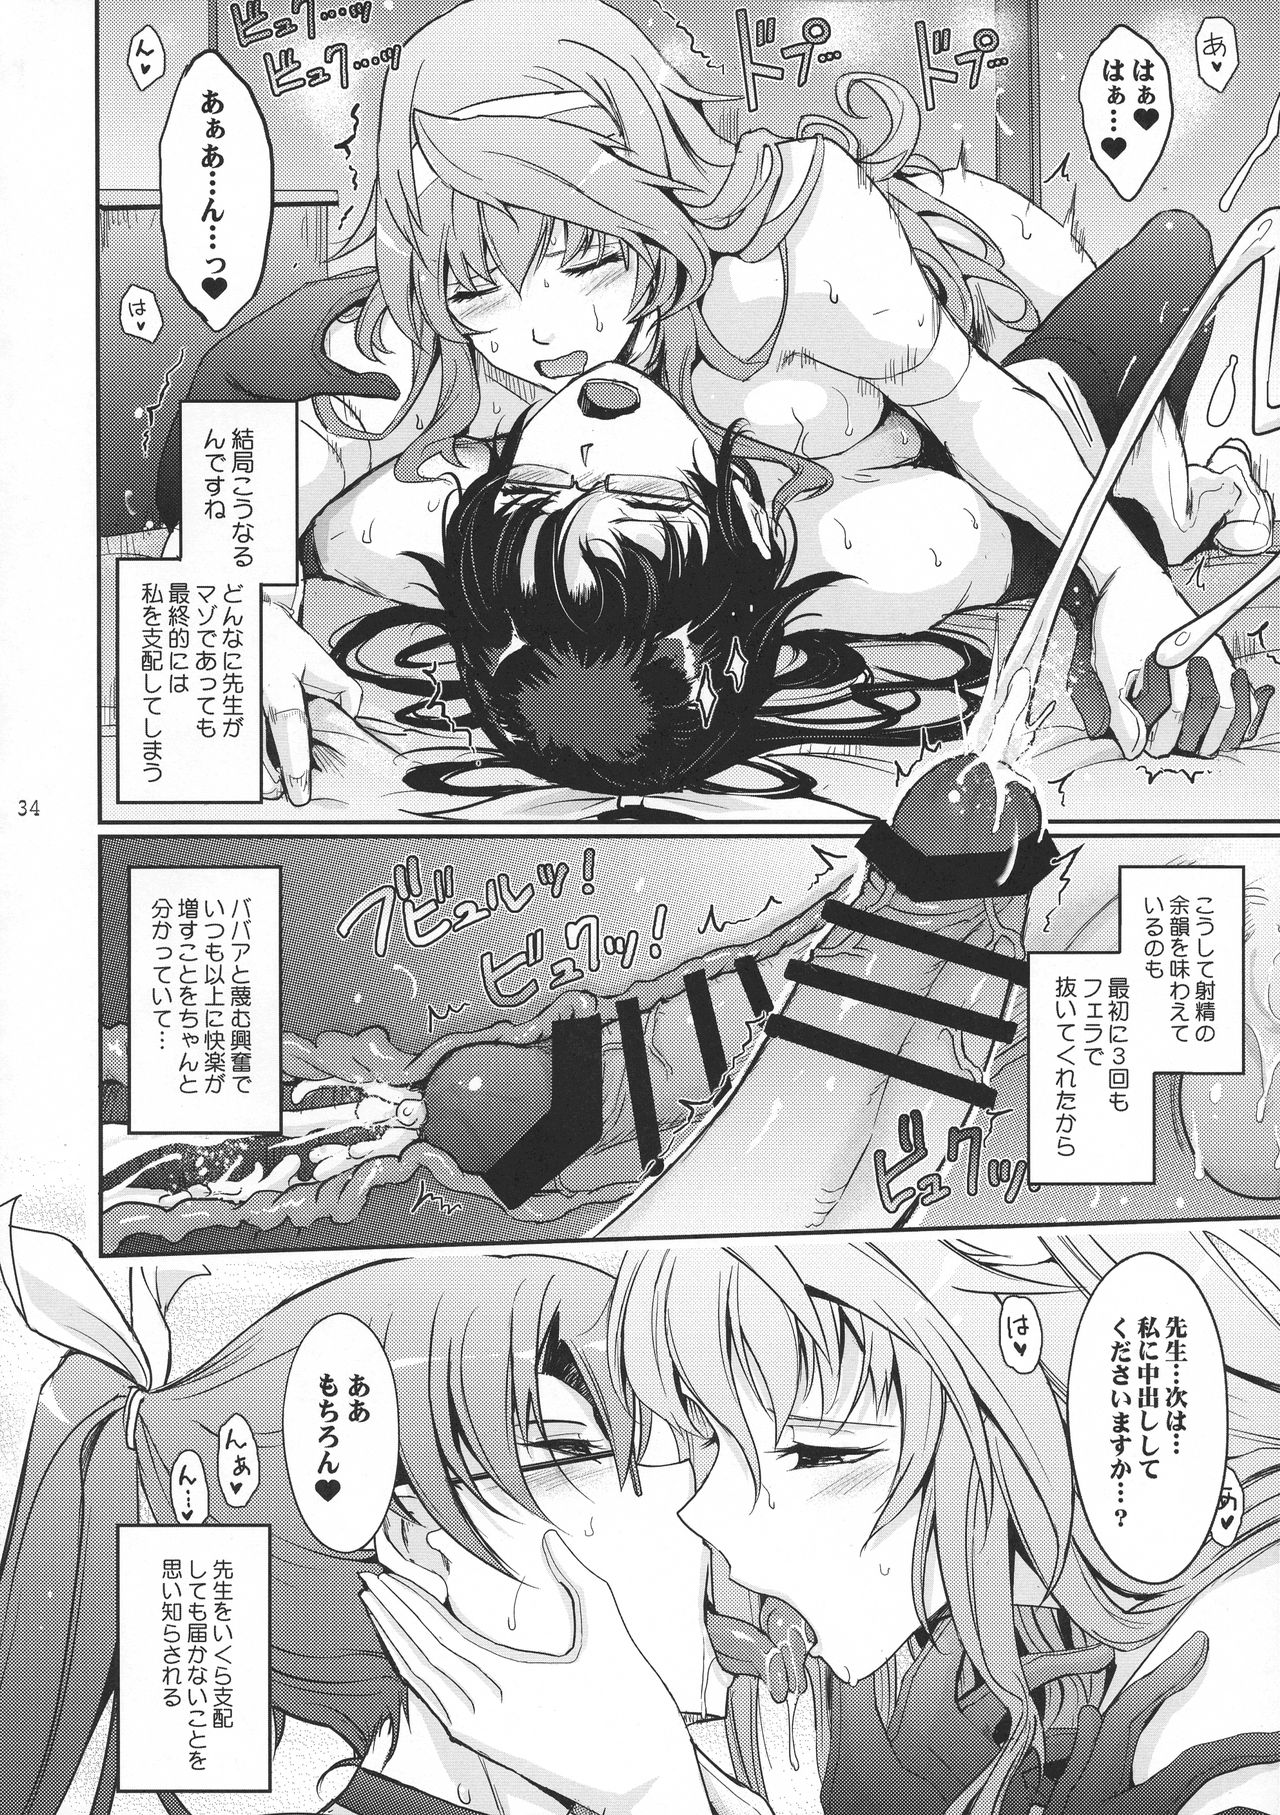 あ♥
はぁ♥
はぁ…♥
ドプ…ッ
ドプ…ッ
ビュク…ッ
ビュク…ッ
ん♥
あぁあ…ん…っ♥
は♥
結局こうなる
んですね
どんなに先生が
マゾであっても
最終的には
私を支配してしまう
こうして射精の
余韻を味わえて
いるのも
最初に3回も
フェラで
抜いてくれたから
ブビュルルッ!
ビュクッ!
ビュクッ!
ババアと蔑む興奮で
いつも以上に快楽が
増すことをちゃんと
分かっていて…
先生…次は…
私に中出しして
くださいますか…?
は♥
あ♥
ああ
もちろん♥
んぁ♥
ん…♥
先生をいくら支配
しても届かないことを
思い知らされる
34